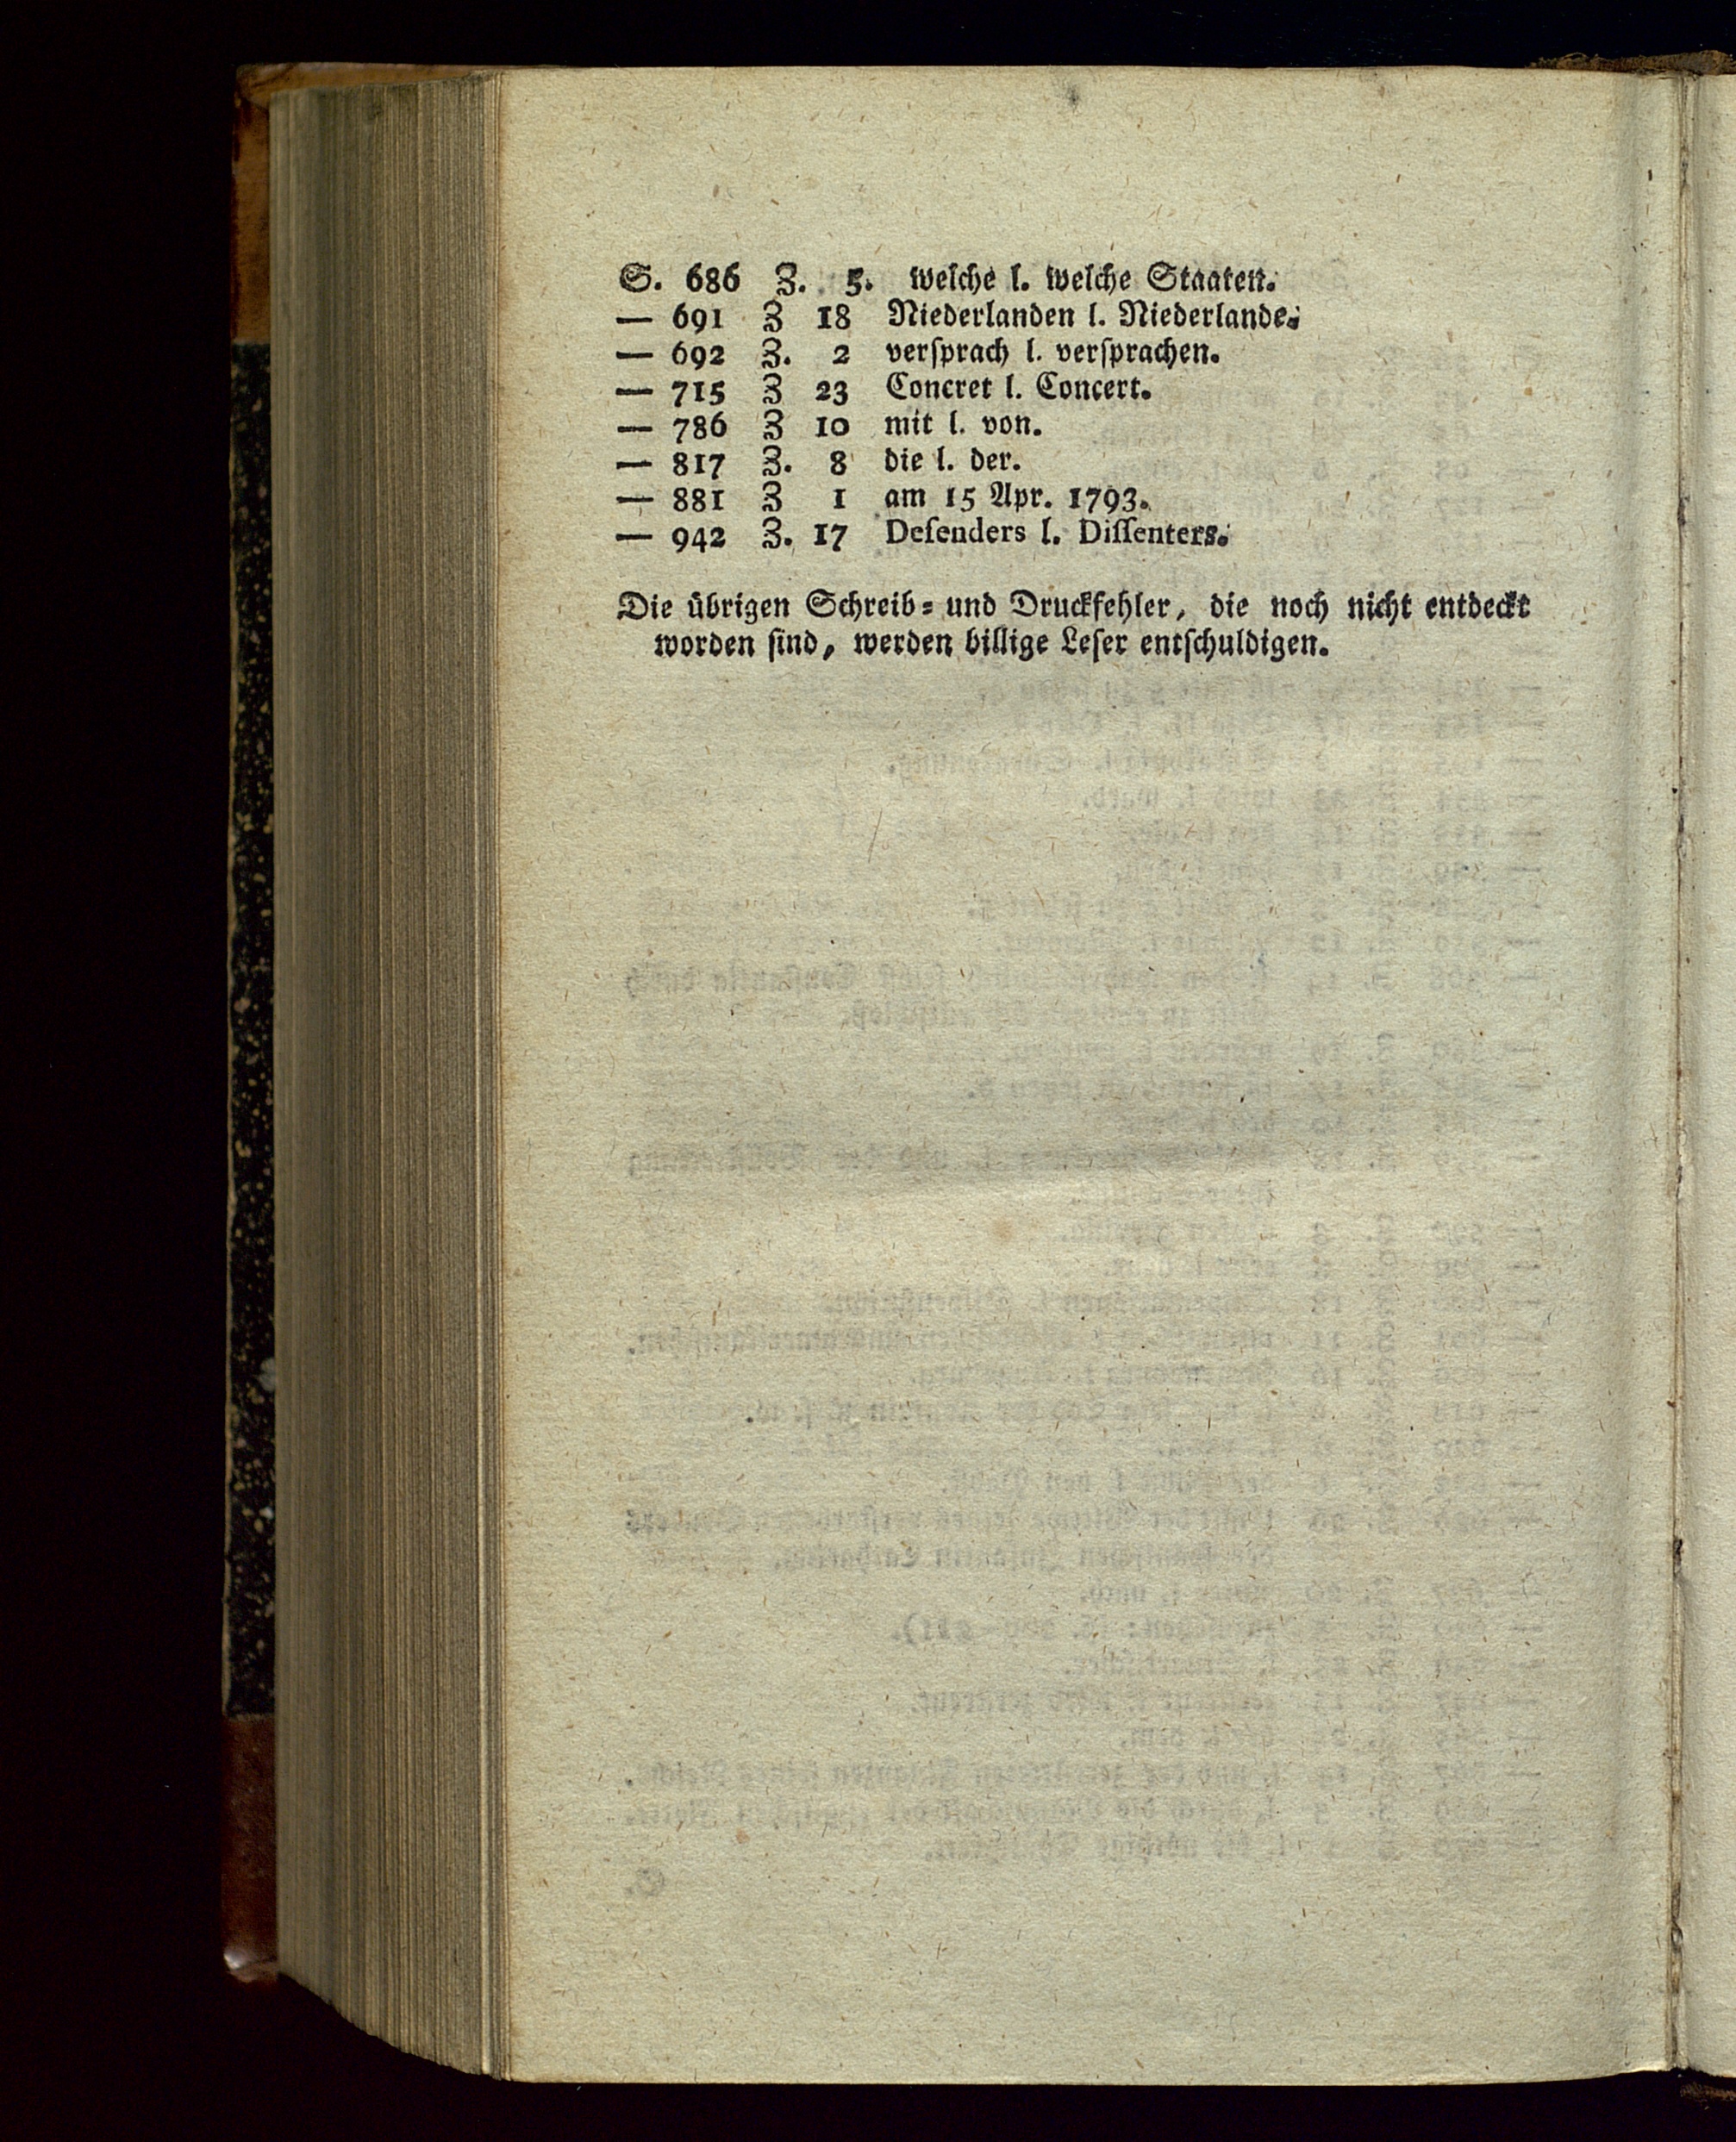 S. 686 Z. 5. welche l. welche Staaten.
— 691 Z 18 Niederlanden l. Niederlande.
— 692 Z. 2 verſprach l. verſprachen.
— 715 Z 23 Concret l. Concert.
— 786 Z 10 mit l. von.
— 817 Z. 8 die l. der.
— 881 Z 1 am 15 Apr. 1793.
— 942 Z. 17 Defenders l. Diſſenters.
Die übrigen Schreib- und Druckfehler, die noch nicht entdeckt
worden ſind, werden billige Leſer entſchuldigen.